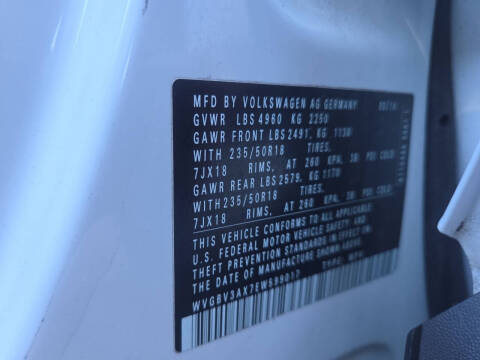 MFD BY VOLKSWAGEN AG GERMANY
GVWR LBS 4960 KG 2250
GAWR FRONT LBS 2491, KG 1130
WITH 235/50R18 TIRES,
7JX18 RIMS, AT 260 KPA, 38 PSI COLD
GAWR REAR LBS 2579, KG 1170
WITH 235/50R18 TIRES,
7JX18 RIMS, AT 260 KPA, 38 PSI COLD
THIS VEHICLE CONFORMS TO ALL APPLICABLE
U.S. FEDERAL MOTOR VEHICLE SAFETY AND
THEFT PREVENTION STANDARDS IN EFFECT ON
THE DATE OF MANUFACTURE SHOWN ABOVE
WVGBV3AX7EW599017 TYPE: MPV